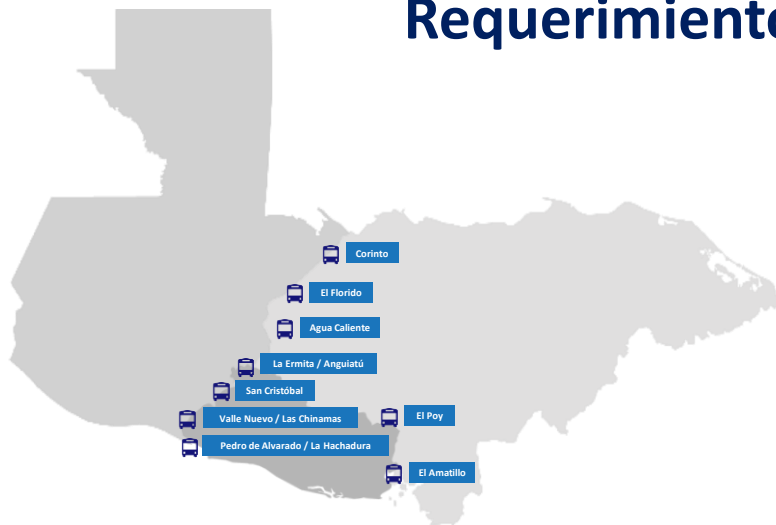 Requerimiento
Corinto
El Florido
Agua Caliente
La Ermita / Anguiatú
San Cristóbal
Valle Nuevo / Las Chinamas
El Poy
Pedro de Alvarado / La Hachadura
El Amatillo